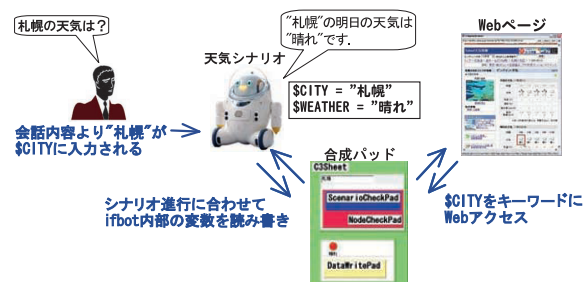 札幌の天気は？
"札幌"の明日の天気は
"晴れ"です．
天気シナリオ
Webページ
$CITY = "札幌"
$WEATHER = "晴れ"
会話内容より"札幌"が
$CITYに入力される
合成パッド
C3Sheet
札幌
ScenarioCheckPad
NodeCheckPad
DataWritePad
シナリオ進行に合わせて
ifbot内部の変数を読み書き
$CITYをキーワードに
Webアクセス